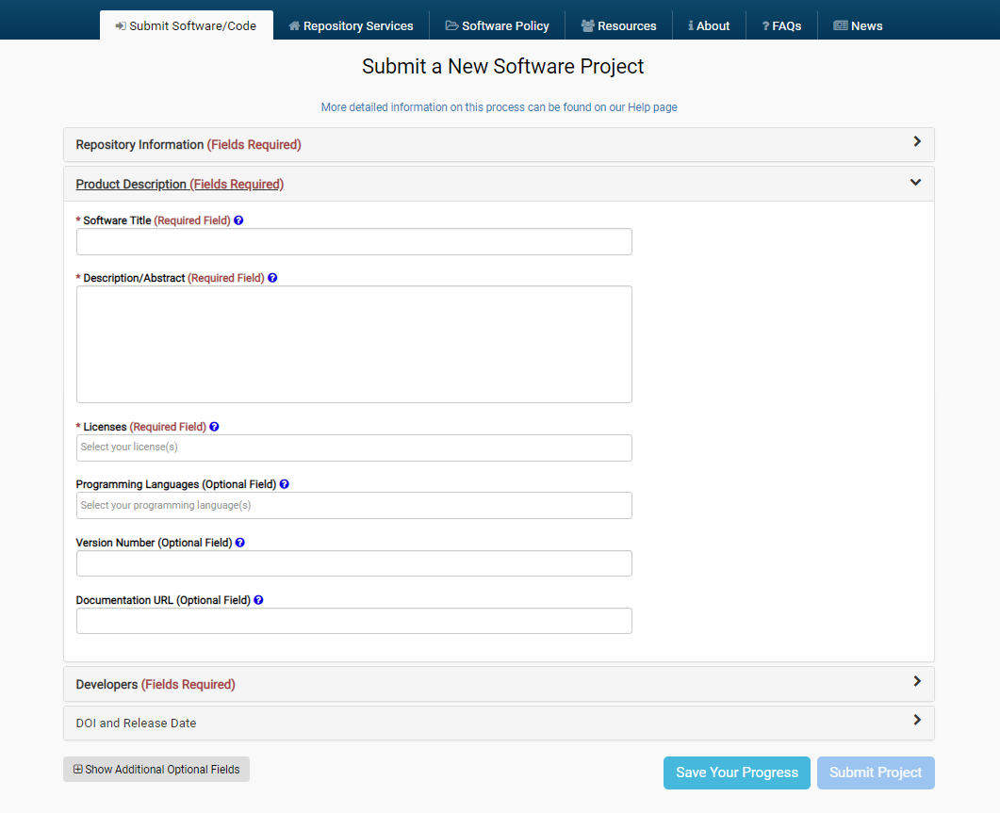 Submit Software/Code Repository Services Software Policy Resources About FAQs News
Submit a New Software Project
More detailed information on this process can be found on our Help page
Repository Information (Fields Required)
Product Description (Fields Required)
* Software Title (Required Field)
* Description/Abstract (Required Field)
* Licenses (Required Field)
Select your license(s)
Programming Languages (Optional Field)
Select your programming language(s)
Version Number (Optional Field)
Documentation URL (Optional Field)
Developers (Fields Required)
DOI and Release Date
Show Additional Optional Fields Save Your Progress Submit Project